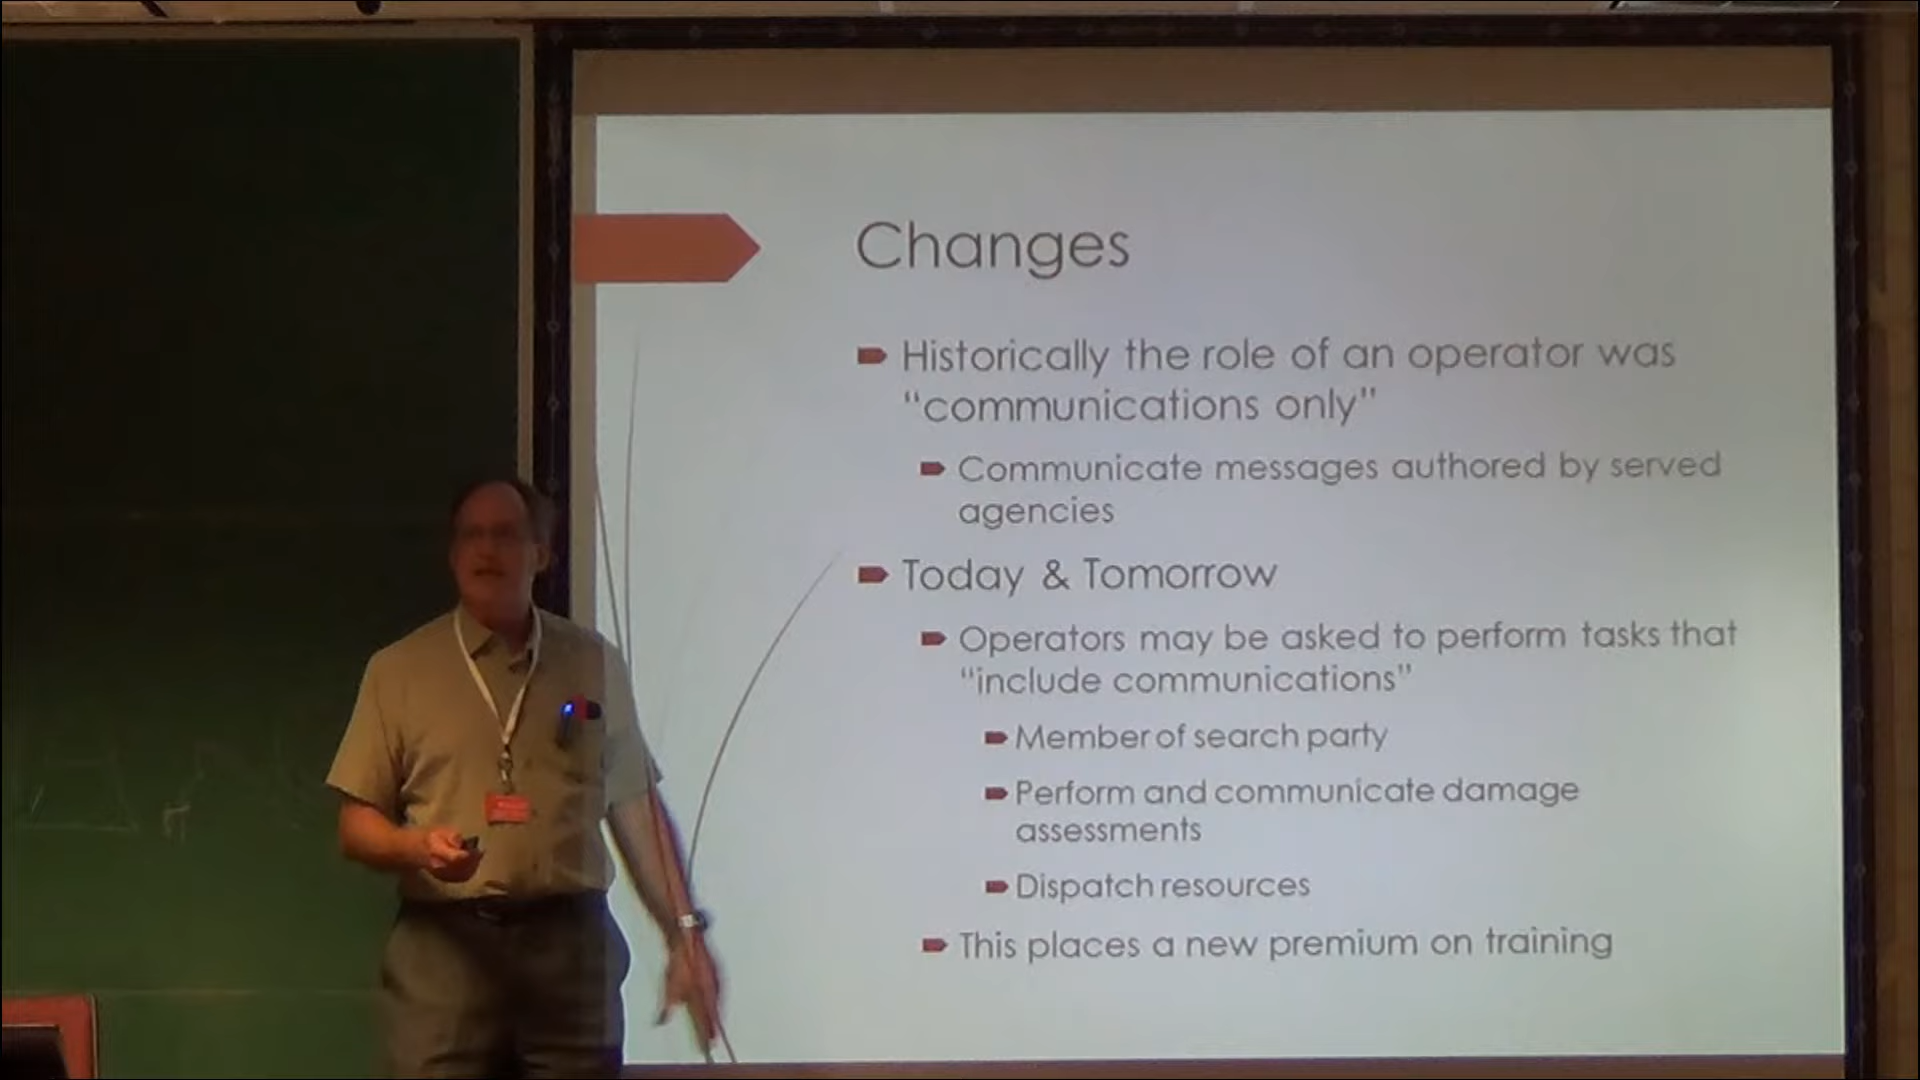 Changes
Historically the role of an operator was
“communications only”
Communicate messages authored by served
agencies
Today & Tomorrow
Operators may be asked to perform tasks that
“include communications”
Member of search party
Perform and communicate damage
assessments
Dispatch resources
This places a new premium on training